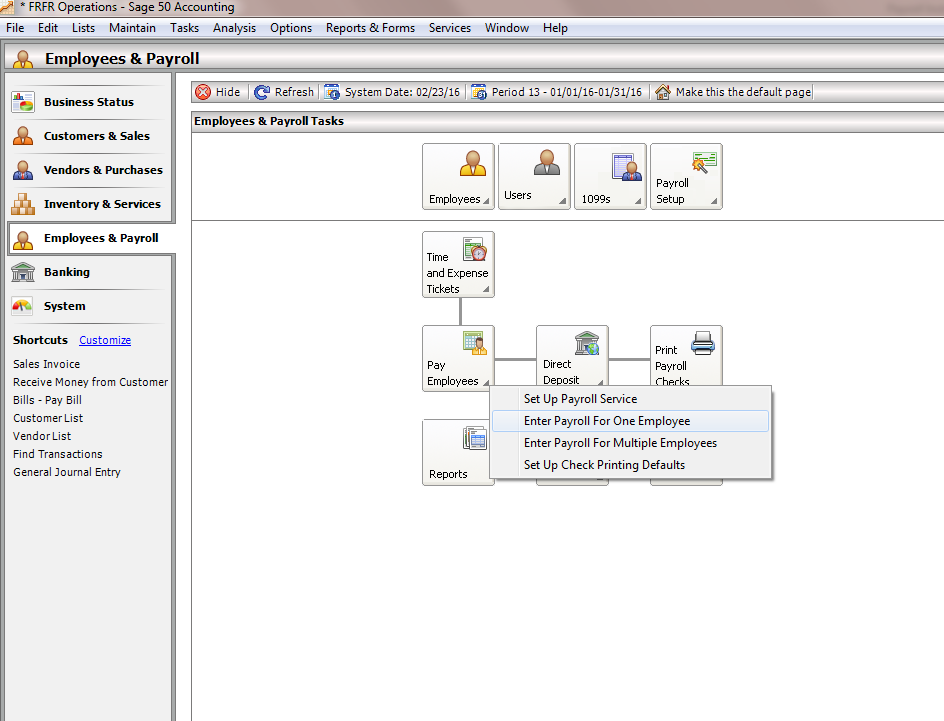 * FRFR Operations - Sage 50 Accounting
File Edit Lists Maintain Tasks Analysis Options Reports & Forms Services Window Help
Employees & Payroll
Business Status
Customers & Sales
Vendors & Purchases
Inventory & Services
Employees & Payroll
Banking
System
Shortcuts Customize
Sales Invoice
Receive Money from Customer
Bills - Pay Bill
Customer List
Vendor List
Find Transactions
General Journal Entry
Hide Refresh System Date: 02/23/16 Period 13 - 01/01/16-01/31/16 Make this the default page
Employees & Payroll Tasks
Employees
Users
1099s
Payroll
Setup
Time
and Expense
Tickets
Pay
Employees
Direct
Deposit
Print
Payroll
Checks
Reports
Set Up Payroll Service
Enter Payroll For One Employee
Enter Payroll For Multiple Employees
Set Up Check Printing Defaults